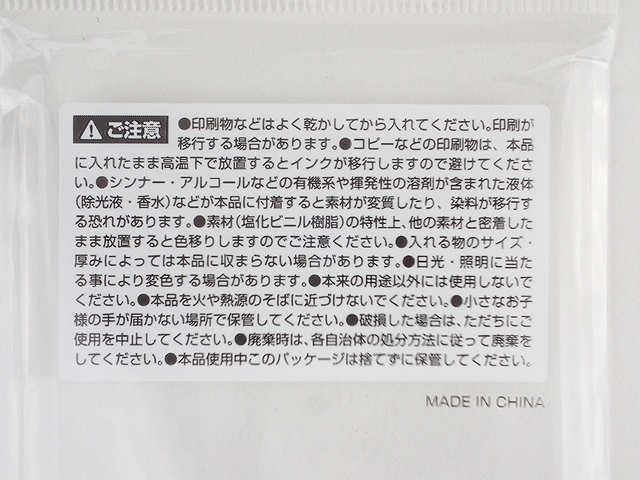 ご注意 ●印刷物などはよく乾かしてから入れてください。印刷が
移行する場合があります。●コピーなどの印刷物は、本品
に入れたまま高温下で放置するとインクが移行しますので避けてくださ
い。●シンナー・アルコールなどの有機系や揮発性の溶剤が含まれた液体
(除光液・香水)などが本品に付着すると素材が変質したり、染料が移行す
る恐れがあります。●素材(塩化ビニル樹脂)の特性上、他の素材と密着した
まま放置すると色移りしますのでご注意ください。●入れる物のサイズ・
厚みによっては本品に収まらない場合があります。●日光・照明に当た
る事により変色する場合があります。●本来の用途以外には使用しないで
ください。●本品を火や熱源のそばに近づけないでください。●小さなお子
様の手が届かない場所で保管してください。●破損した場合は、ただちにご
使用を中止してください。●廃棄時は、各自治体の処分方法に従って廃棄を
してください。●本品使用中このパッケージは捨てずに保管してください。
MADE IN CHINA